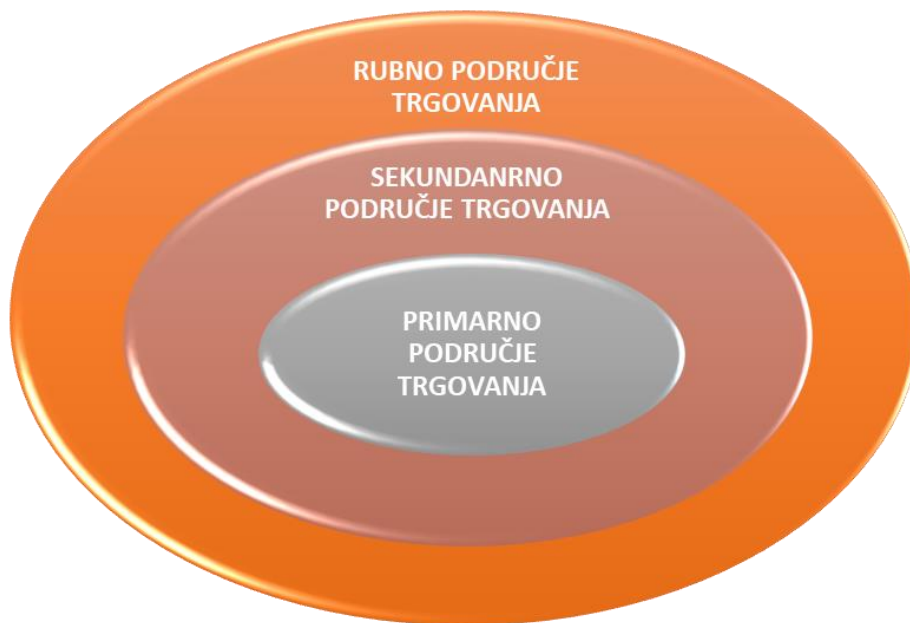 RUBNO PODRUČJE
TRGOVANJA
SEKUNDANRNO
PODRUČJE TRGOVANJA
PRIMARNO
PODRUČJE
TRGOVANJA